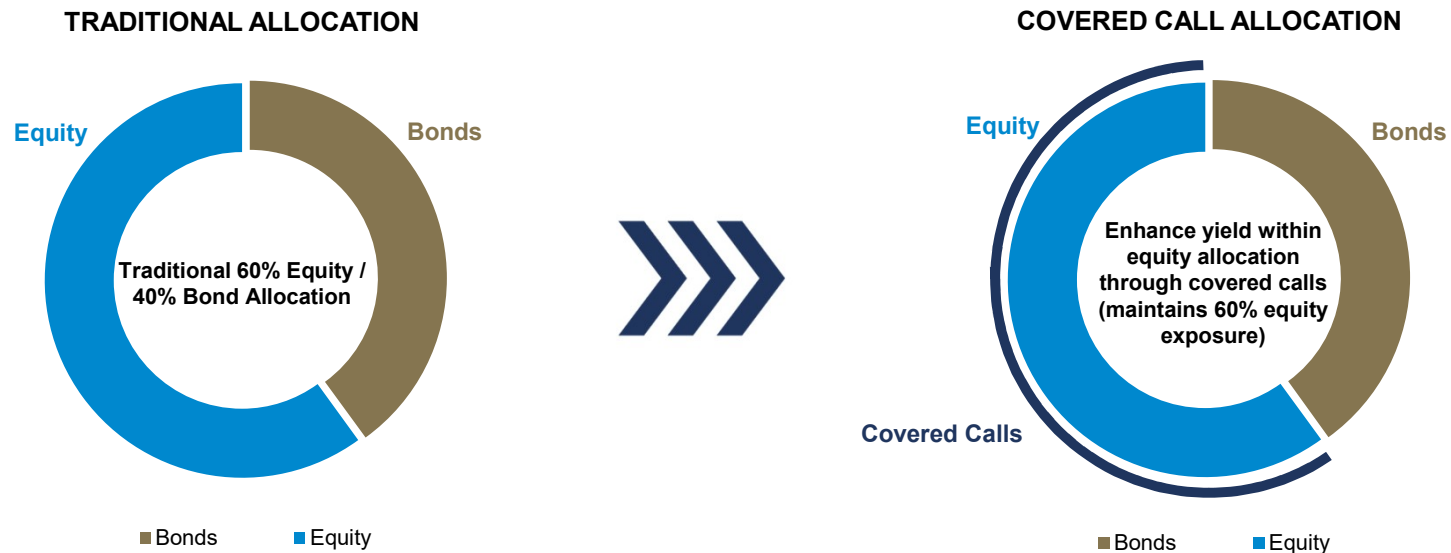 TRADITIONAL ALLOCATION
Equity
Bonds
Traditional 60% Equity /
40% Bond Allocation
Bonds
Equity
COVERED CALL ALLOCATION
Equity
Bonds
Enhance yield within
equity allocation
through covered calls
(maintains 60% equity
exposure)
Covered Calls
Bonds
Equity